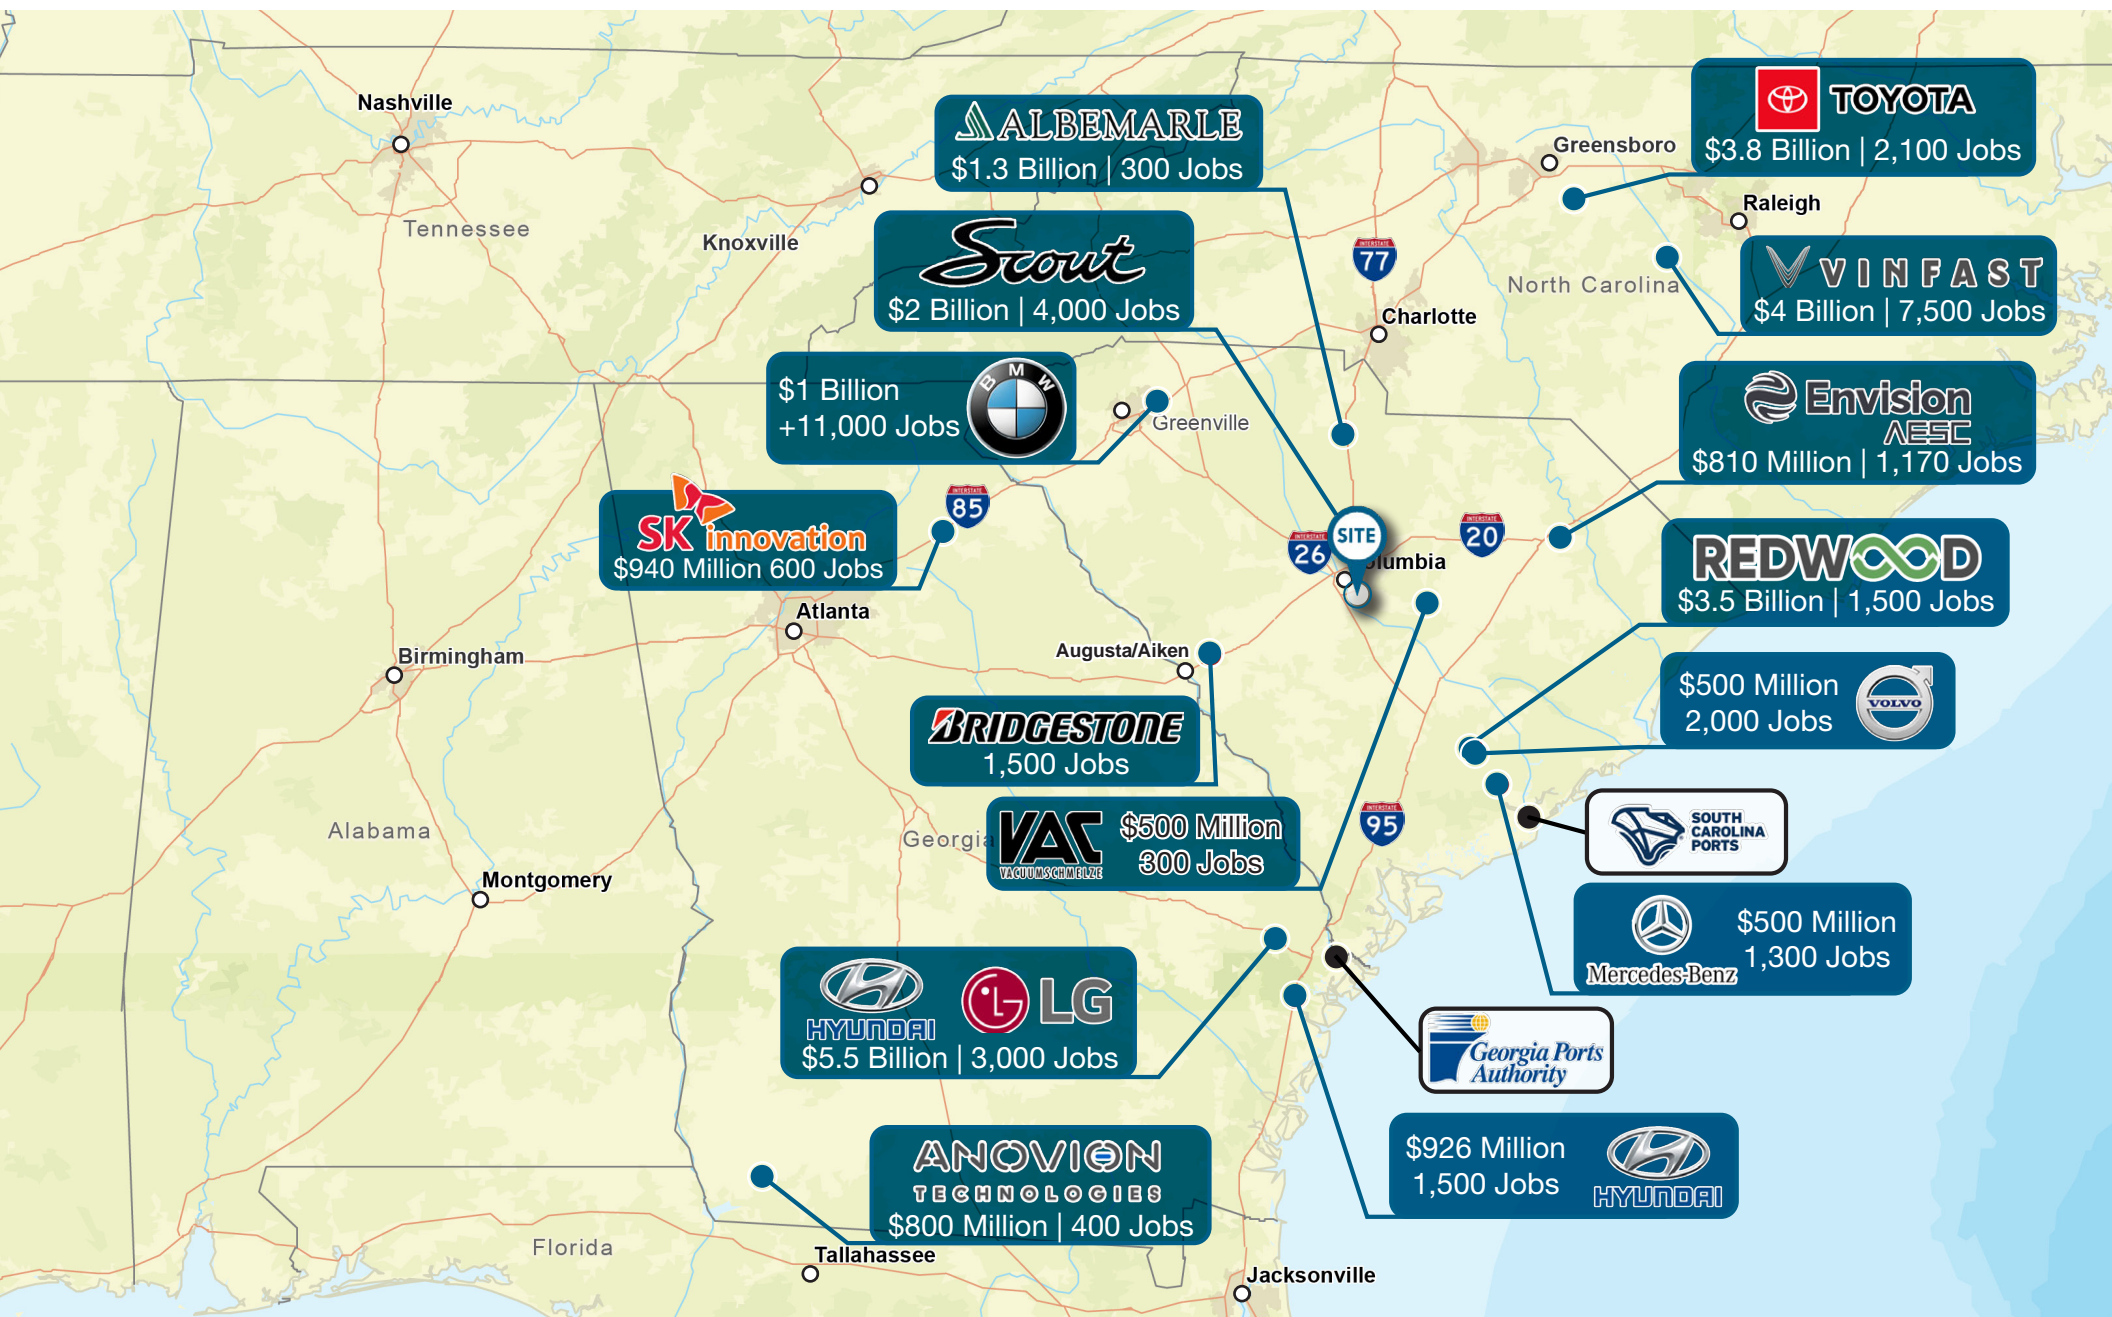 Nashville
Tennessee
Knoxville
ALBEMARLE
$1.3 Billion | 300 Jobs
Scout
$2 Billion | 4,000 Jobs
$1 Billion
+11,000 Jobs
BMW
Greenville
INTERSTATE
77
Charlotte
Greensboro
TOYOTA
$3.8 Billion | 2,100 Jobs
Raleigh
North Carolina
VINFAST
$4 Billion | 7,500 Jobs
Envision
AESC
$810 Million | 1,170 Jobs
SK innovation
$940 Million 600 Jobs
INTERSTATE
85
INTERSTATE
26
SITE
INTERSTATE
20
olumbia
REDWOOD
$3.5 Billion | 1,500 Jobs
Atlanta
Birmingham
Augusta/Aiken
BRIDGESTONE
1,500 Jobs
$500 Million
2,000 Jobs
VOLVO
VAC
VACUUMSCHMELZE
$500 Million
300 Jobs
INTERSTATE
95
SOUTH
CAROLINA
PORTS
Alabama
Georgia
Montgomery
Mercedes-Benz
$500 Million
1,300 Jobs
HYUNDAI
LG
$5.5 Billion | 3,000 Jobs
Georgia Ports
Authority
ANOVION
TECHNOLOGIES
$800 Million | 400 Jobs
$926 Million
1,500 Jobs
HYUNDAI
Florida
Tallahassee
Jacksonville